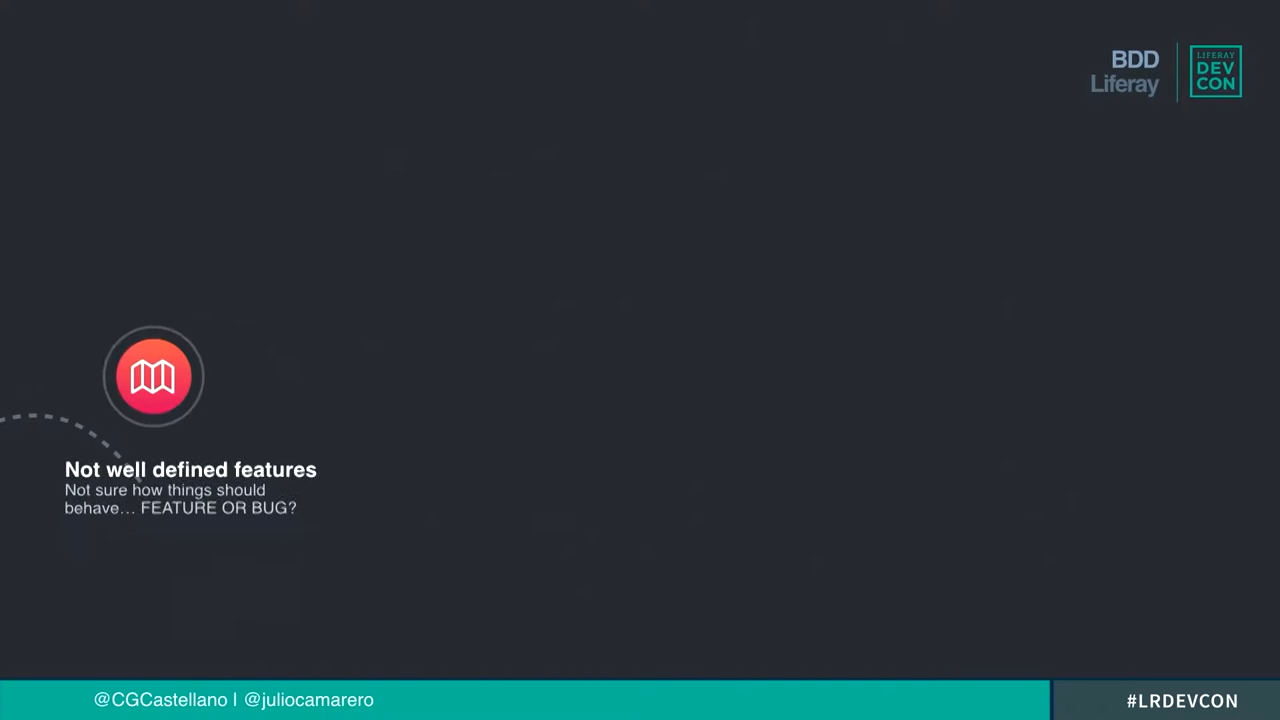 BDD
Liferay
LIFERAY
DEV
CON
Not well defined features
Not sure how things should
behave... FEATURE OR BUG?
@CGCastellano | @juliocamarero
#LRDEVCON